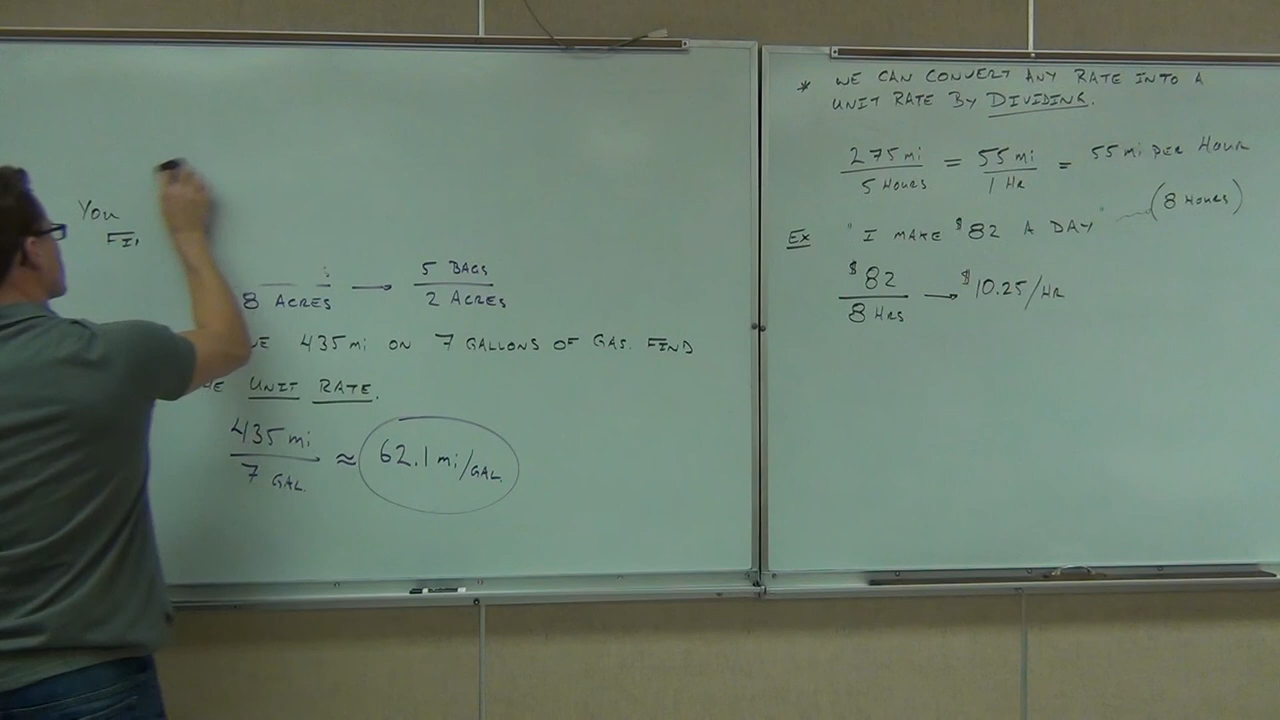 You
8 ACRES → 5 BAGS / 2 ACRES
435 mi ON 7 GALLONS OF GAS. FIND
UNIT RATE.
435 mi / 7 GAL. ≈ 62.1 mi/GAL.
* WE CAN CONVERT ANY RATE INTO A
UNIT RATE BY DIVIDING.
275 mi / 5 HOURS = 55 mi / 1 HR = 55 mi PER HOUR
(8 HOURS)
EX "I MAKE $82 A DAY"
$82 / 8 HRS → $10.25/HR